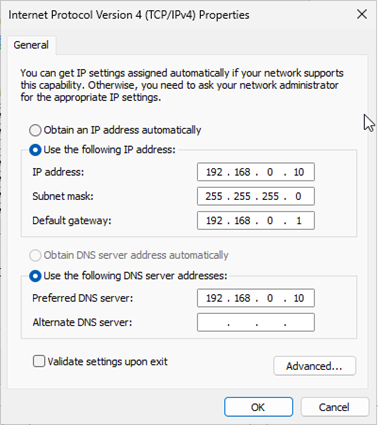 Internet Protocol Version 4 (TCP/IPv4) Properties
General
You can get IP settings assigned automatically if your network supports
this capability. Otherwise, you need to ask your network administrator
for the appropriate IP settings.
Obtain an IP address automatically
Use the following IP address:
IP address: 192 . 168 . 0 . 10
Subnet mask: 255 . 255 . 255 . 0
Default gateway: 192 . 168 . 0 . 1
Obtain DNS server address automatically
Use the following DNS server addresses:
Preferred DNS server: 192 . 168 . 0 . 10
Alternate DNS server: . . .
Validate settings upon exit
Advanced...
OK Cancel